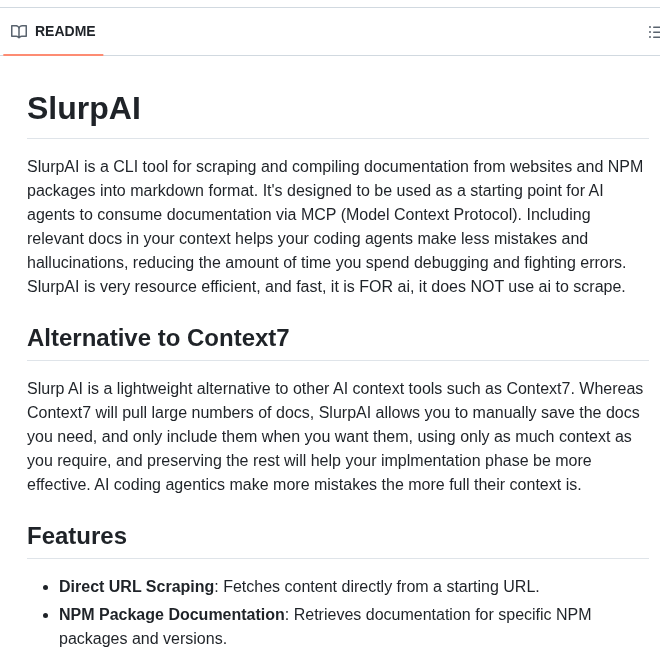 README
SlurpAI
SlurpAI is a CLI tool for scraping and compiling documentation from websites and NPM
packages into markdown format. It's designed to be used as a starting point for AI
agents to consume documentation via MCP (Model Context Protocol). Including
relevant docs in your context helps your coding agents make less mistakes and
hallucinations, reducing the amount of time you spend debugging and fighting errors.
SlurpAI is very resource efficient, and fast, it is FOR ai, it does NOT use ai to scrape.
Alternative to Context7
Slurp AI is a lightweight alternative to other AI context tools such as Context7. Whereas
Context7 will pull large numbers of docs, SlurpAI allows you to manually save the docs
you need, and only include them when you want them, using only as much context as
you require, and preserving the rest will help your implmentation phase be more
effective. AI coding agentics make more mistakes the more full their context is.
Features
• Direct URL Scraping: Fetches content directly from a starting URL.
• NPM Package Documentation: Retrieves documentation for specific NPM
packages and versions.